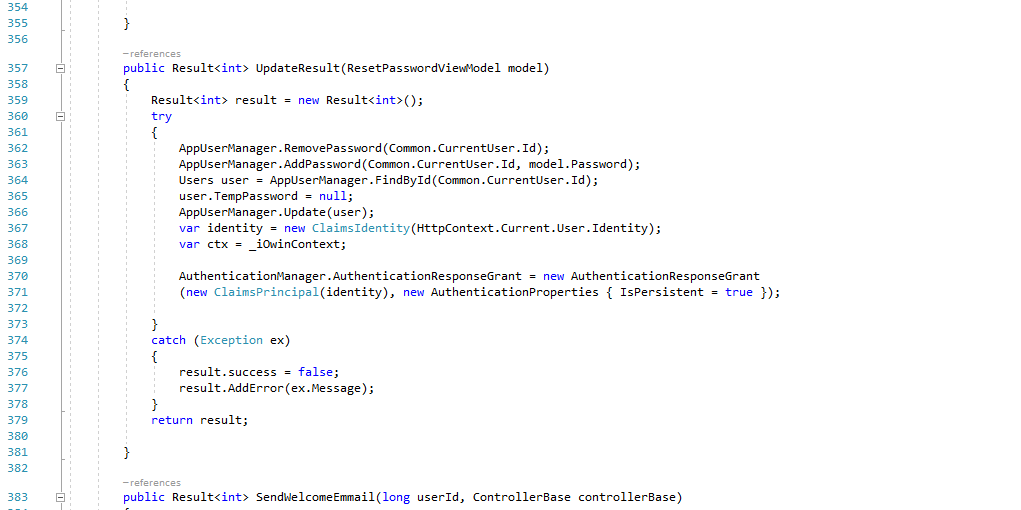 354
355 }
356
−references
357 public Result<int> UpdateResult(ResetPasswordViewModel model)
358 {
359 Result<int> result = new Result<int>();
360 try
361 {
362 AppUserManager.RemovePassword(Common.CurrentUser.Id);
363 AppUserManager.AddPassword(Common.CurrentUser.Id, model.Password);
364 Users user = AppUserManager.FindById(Common.CurrentUser.Id);
365 user.TempPassword = null;
366 AppUserManager.Update(user);
367 var identity = new ClaimsIdentity(HttpContext.Current.User.Identity);
368 var ctx = _iOwinContext;
369
370 AuthenticationManager.AuthenticationResponseGrant = new AuthenticationResponseGrant
371 (new ClaimsPrincipal(identity), new AuthenticationProperties { IsPersistent = true });
372
373 }
374 catch (Exception ex)
375 {
376 result.success = false;
377 result.AddError(ex.Message);
378 }
379 return result;
380
381 }
382
−references
383 public Result<int> SendWelcomeEmmail(long userId, ControllerBase controllerBase)